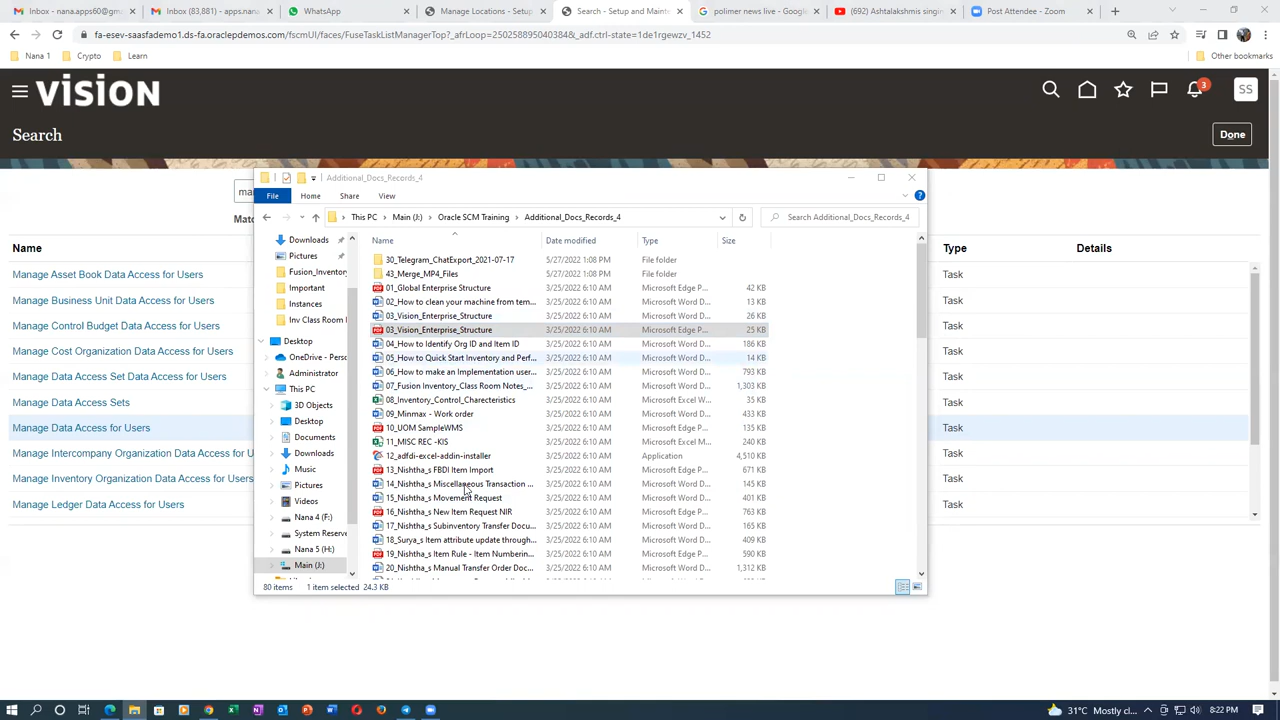 Inbox - nana.apps60@gm
Inbox (83,881) - apps.nana
WhatsApp
Manage Locations - Setup
Search - Setup and Mainte
polimer news live - Google
(692) Ashtalakshmis singin
Post Attendee - Zoom
fa-esev-saasfademo1.ds-fa.oraclepdemos.com/fscmUI/faces/FuseTaskListManagerTop?_afrLoop=2502588950403848&_adf.ctrl-state=1de1rgewzv_1452
Nana 1
Crypto
Learn
Other bookmarks
VISION
3
SS
Search
Done
ma
Mat
Name
Type
Details
Manage Asset Book Data Access for Users
Task
Manage Business Unit Data Access for Users
Task
Manage Control Budget Data Access for Users
Task
Manage Cost Organization Data Access for Users
Task
Manage Data Access Set Data Access for Users
Task
Manage Data Access Sets
Task
Manage Data Access for Users
Task
Manage Intercompany Organization Data Access for U
Task
Manage Inventory Organization Data Access for Users
Task
Manage Ledger Data Access for Users
Task
Additional_Docs_Records_4
File
Home
Share
View
This PC
Main (J:)
Oracle SCM Training
Additional_Docs_Records_4
Search Additional_Docs_Records_4
Downloads
Pictures
Fusion_Inventory
Important
Instances
Inv Class Room I
Desktop
OneDrive - Perso
Administrator
This PC
3D Objects
Desktop
Documents
Downloads
Music
Pictures
Videos
Nana 4 (F:)
System Reserve
Nana 5 (H:)
Main (J:)
Name
Date modified
Type
Size
30_Telegram_ChatExport_2021-07-17 5/27/2022 1:08 PM File folder
43_Merge_MP4_Files 5/27/2022 1:08 PM File folder
01_Global Enterprise Structure 3/25/2022 6:10 AM Microsoft Edge P... 42 KB
02_How to clean your machine from tem... 3/25/2022 6:10 AM Microsoft Word D... 13 KB
03_Vision_Enterprise_Structure 3/25/2022 6:10 AM Microsoft Word D... 26 KB
03_Vision_Enterprise_Structure 3/25/2022 6:10 AM Microsoft Edge P... 25 KB
04_How to Identify Org ID and Item ID 3/25/2022 6:10 AM Microsoft Word D... 186 KB
05_How to Quick Start Inventory and Perf... 3/25/2022 6:10 AM Microsoft Word D... 14 KB
06_How to make an Implementation user... 3/25/2022 6:10 AM Microsoft Word D... 793 KB
07_Fusion Inventory_Class Room Notes_... 3/25/2022 6:10 AM Microsoft Word D... 1,303 KB
08_Inventory_Control_Charecteristics 3/25/2022 6:10 AM Microsoft Excel W... 35 KB
09_Minmax - Work order 3/25/2022 6:10 AM Microsoft Word D... 433 KB
10_UOM SampleWMS 3/25/2022 6:10 AM Microsoft Word D... 135 KB
11_MISC REC -KIS 3/25/2022 6:10 AM Microsoft Excel M... 240 KB
12_adfdi-excel-addin-installer 3/25/2022 6:10 AM Application 4,510 KB
13_Nishtha_s FBDI Item Import 3/25/2022 6:10 AM Microsoft Edge P... 671 KB
14_Nishtha_s Miscellaneous Transaction ... 3/25/2022 6:10 AM Microsoft Word D... 145 KB
15_Nishtha_s Movement Request 3/25/2022 6:10 AM Microsoft Word D... 401 KB
16_Nishtha_s New Item Request NIR 3/25/2022 6:10 AM Microsoft Edge P... 763 KB
17_Nishtha_s Subinventory Transfer Docu... 3/25/2022 6:10 AM Microsoft Word D... 165 KB
18_Surya_s Item attribute update through... 3/25/2022 6:10 AM Microsoft Word D... 409 KB
19_Nishtha_s Item Rule - Item Numberin... 3/25/2022 6:10 AM Microsoft Edge P... 590 KB
20_Nishtha_s Manual Transfer Order Doc... 3/25/2022 6:10 AM Microsoft Word D... 1,312 KB
80 items
1 item selected 24.3 KB
31°C Mostly cl...
8:22 PM